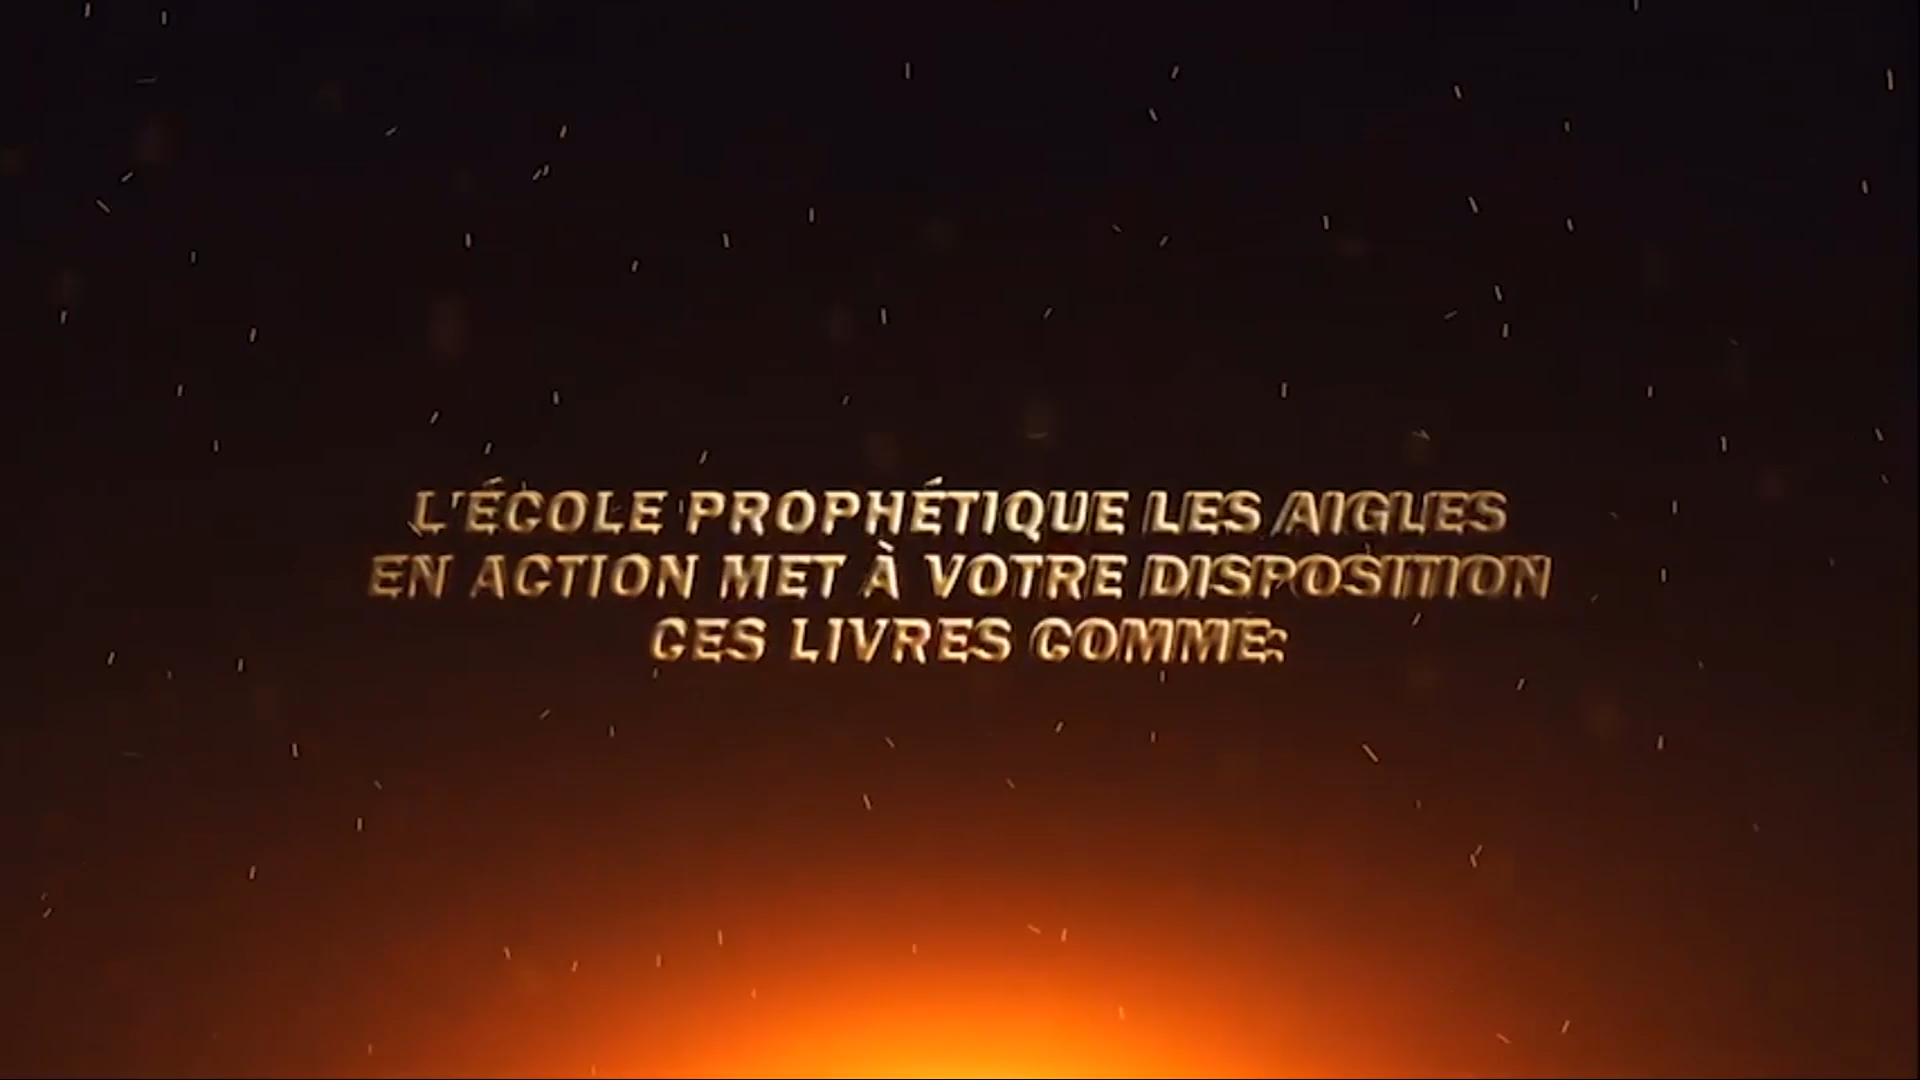 L'ÉCOLE PROPHÉTIQUE LES AIGLES
EN ACTION MET À VOTRE DISPOSITION
CES LIVRES COMME: